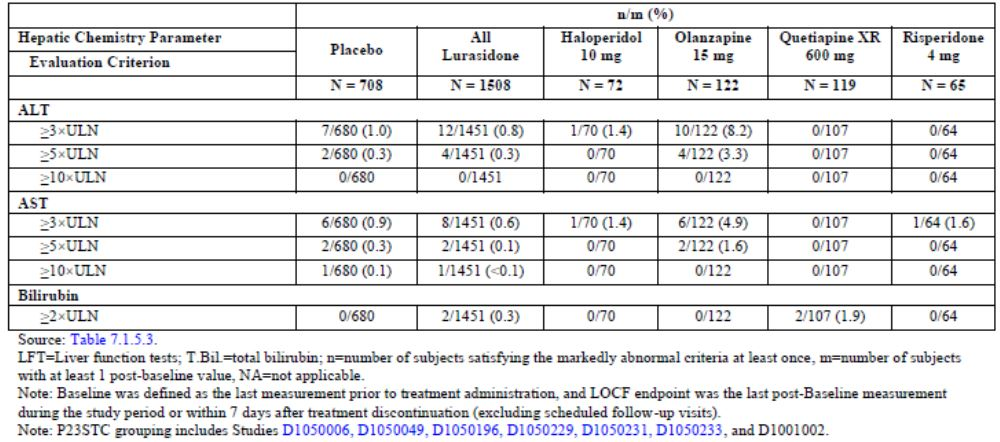 n/m (%)
Hepatic Chemistry Parameter
Evaluation Criterion
Placebo
All Lurasidone
Haloperidol 10 mg
Olanzapine 15 mg
Quetiapine XR 600 mg
Risperidone 4 mg
N = 708 N = 1508 N = 72 N = 122 N = 119 N = 65
ALT
≥3×ULN 7/680 (1.0) 12/1451 (0.8) 1/70 (1.4) 10/122 (8.2) 0/107 0/64
≥5×ULN 2/680 (0.3) 4/1451 (0.3) 0/70 4/122 (3.3) 0/107 0/64
≥10×ULN 0/680 0/1451 0/70 0/122 0/107 0/64
AST
≥3×ULN 6/680 (0.9) 8/1451 (0.6) 1/70 (1.4) 6/122 (4.9) 0/107 1/64 (1.6)
≥5×ULN 2/680 (0.3) 2/1451 (0.1) 0/70 2/122 (1.6) 0/107 0/64
≥10×ULN 1/680 (0.1) 1/1451 (<0.1) 0/70 0/122 0/107 0/64
Bilirubin
≥2×ULN 0/680 2/1451 (0.3) 0/70 0/122 2/107 (1.9) 0/64
Source: Table 7.1.5.3.
LFT=Liver function tests; T.Bil.=total bilirubin; n=number of subjects satisfying the markedly abnormal criteria at least once, m=number of subjects
with at least 1 post-baseline value, NA=not applicable.
Note: Baseline was defined as the last measurement prior to treatment administration, and LOCF endpoint was the last post-Baseline measurement
during the study period or within 7 days after treatment discontinuation (excluding scheduled follow-up visits).
Note: P23STC grouping includes Studies D1050006, D1050049, D1050196, D1050229, D1050231, D1050233, and D1001002.